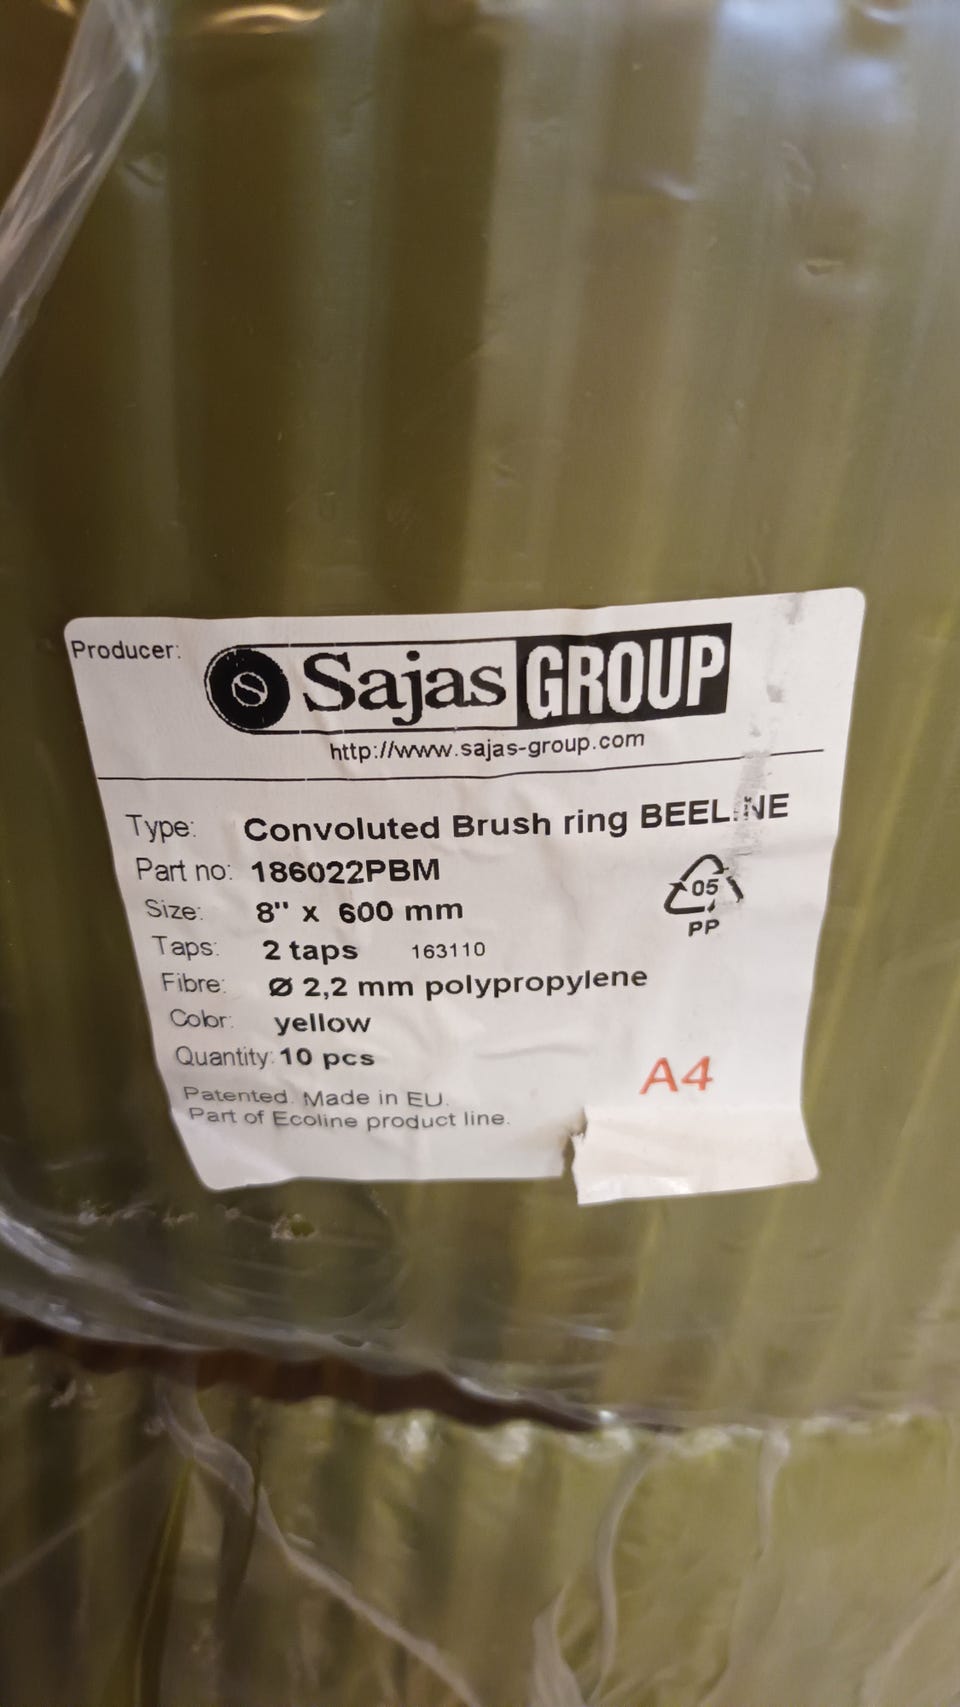 Producer:
S Sajas GROUP
http://www.sajas-group.com
Type: Convoluted Brush ring BEELINE
Part no: 186022PBM
Size: 8" x 600 mm
05
PP
Taps: 2 taps 163110
Fibre: Ø 2,2 mm polypropylene
Color: yellow
Quantity: 10 pcs
A4
Patented. Made in EU.
Part of Ecoline product line.